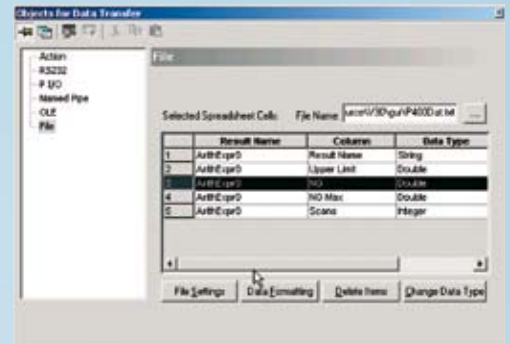 Objects for Data Transfer
Action
RS232
P I/O
Named Pipe
OLE
File
File
Selected Spreadsheet Cells: File Name
...
Result Name Column Data Type
1 ArithExpr0 Result Name String
2 ArithExpr0 Upper Limit Double
3 ArithExpr0 NO Double
4 ArithExpr0 NO Max Double
5 ArithExpr0 Scans Integer
File Settings Data Formatting Delete Items Change Data Type